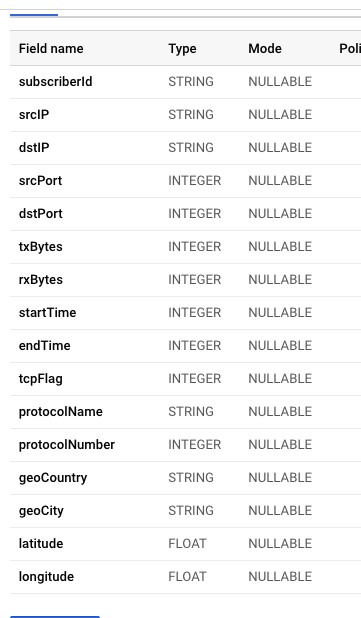 Field name Type Mode Poli
subscriberId STRING NULLABLE
srcIP STRING NULLABLE
dstIP STRING NULLABLE
srcPort INTEGER NULLABLE
dstPort INTEGER NULLABLE
txBytes INTEGER NULLABLE
rxBytes INTEGER NULLABLE
startTime INTEGER NULLABLE
endTime INTEGER NULLABLE
tcpFlag INTEGER NULLABLE
protocolName STRING NULLABLE
protocolNumber INTEGER NULLABLE
geoCountry STRING NULLABLE
geoCity STRING NULLABLE
latitude FLOAT NULLABLE
longitude FLOAT NULLABLE